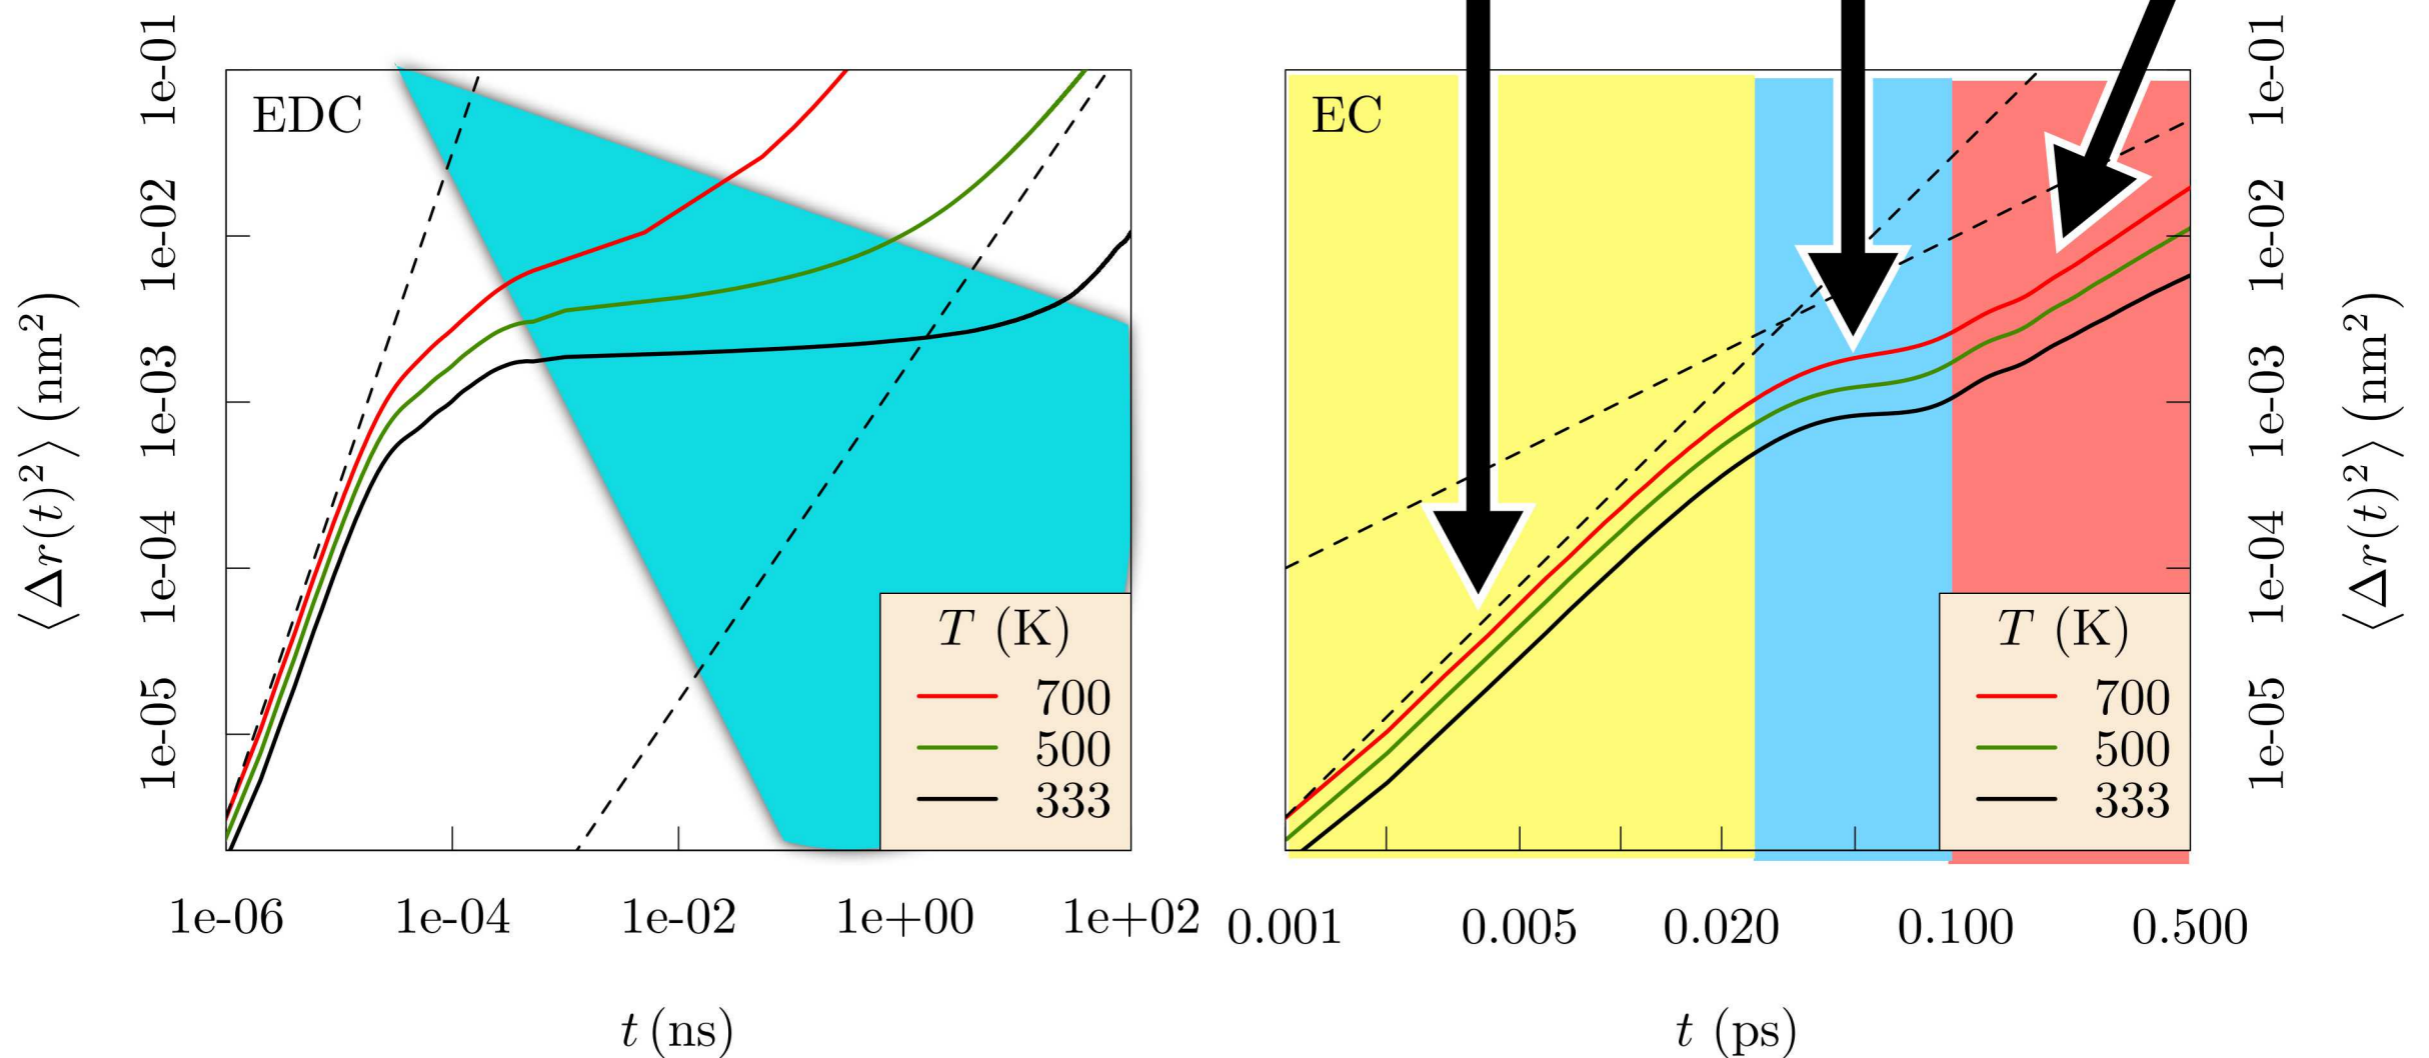 EDC
⟨Δr(t)²⟩ (nm²)
1e-01
1e-02
1e-03
1e-04
1e-05
T (K)
700
500
333
1e-06 1e-04 1e-02 1e+00 1e+02
t (ns)
EC
T (K)
700
500
333
0.001 0.005 0.020 0.100 0.500
t (ps)
1e-01
1e-02
1e-03
1e-04
1e-05
⟨Δr(t)²⟩ (nm²)